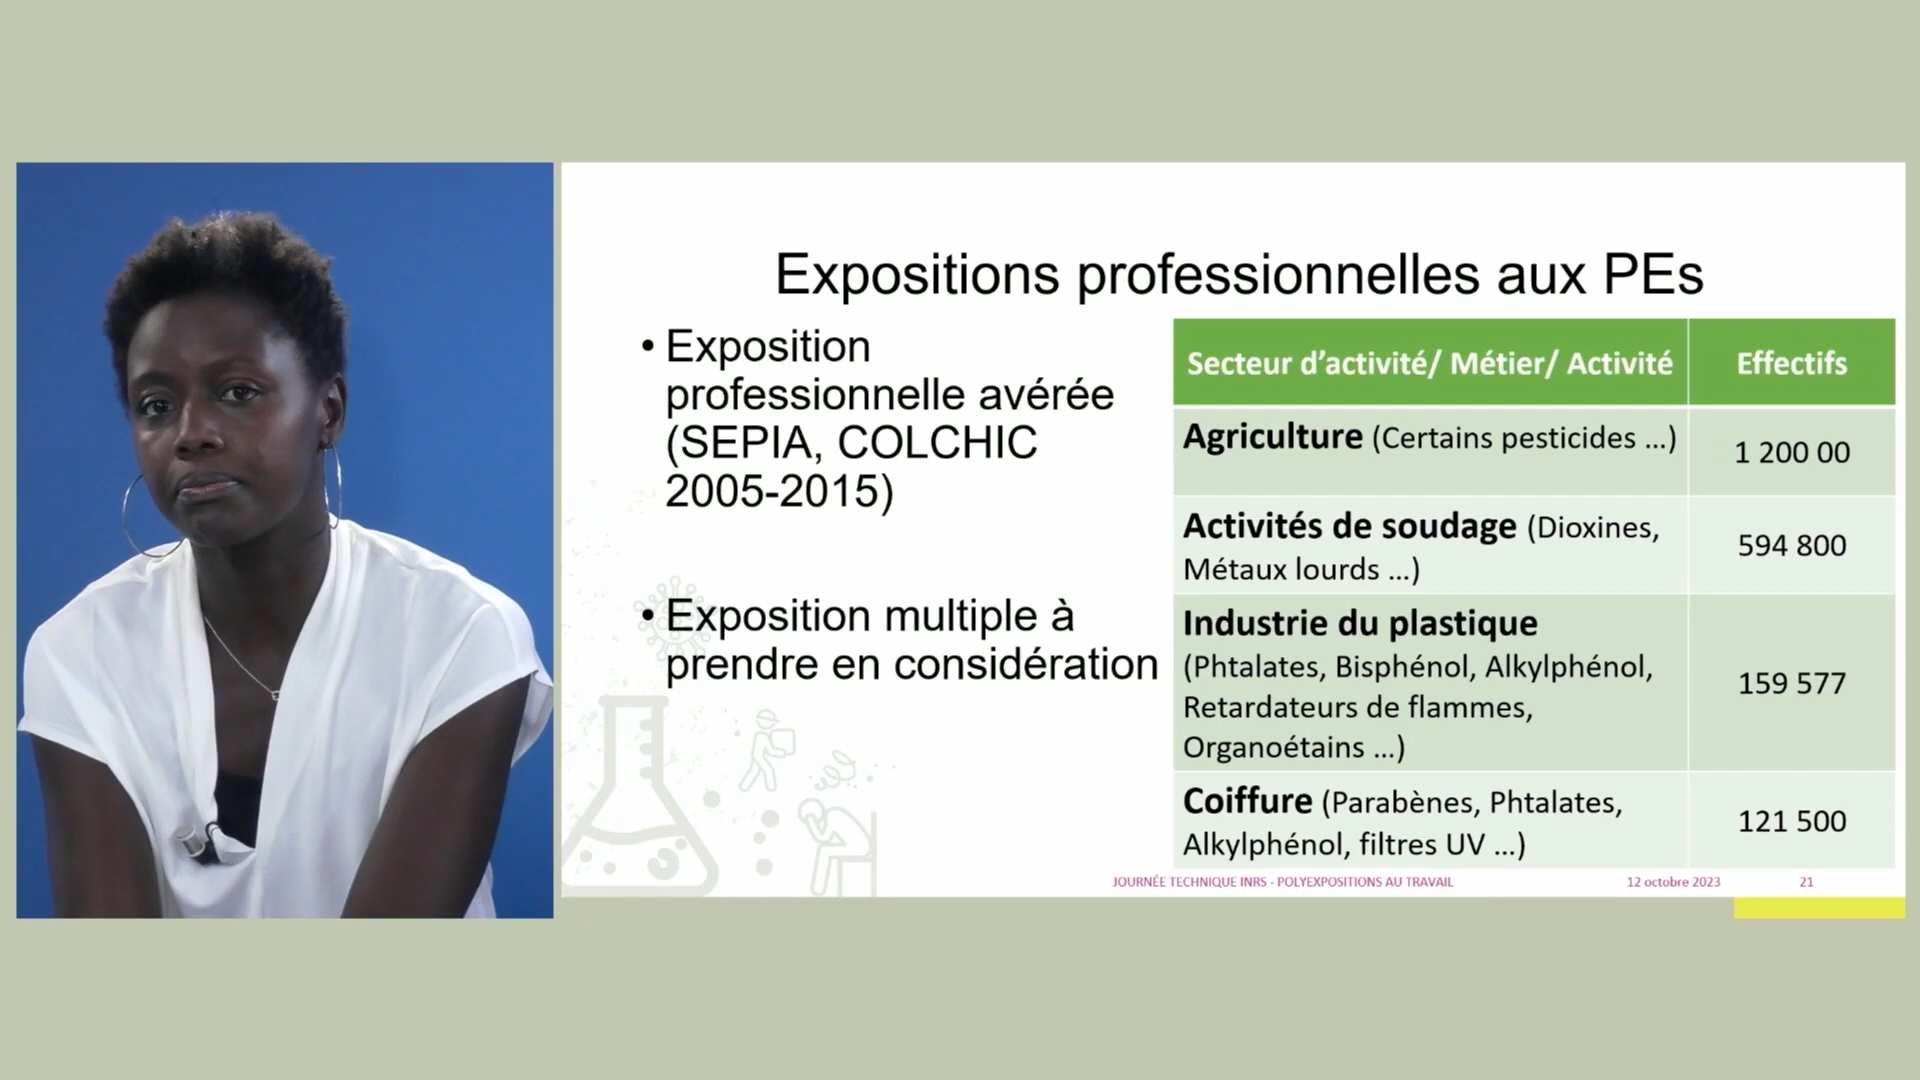 Expositions professionnelles aux PEs
• Exposition
professionnelle avérée
(SEPIA, COLCHIC
2005-2015)
• Exposition multiple à
prendre en considération
Secteur d'activité/ Métier/ Activité
Effectifs
Agriculture (Certains pesticides ...)
1 200 00
Activités de soudage (Dioxines,
Métaux lourds ...)
594 800
Industrie du plastique
(Phtalates, Bisphénol, Alkylphénol,
Retardateurs de flammes,
Organoétains ...)
159 577
Coiffure (Parabènes, Phtalates,
Alkylphénol, filtres UV ...)
121 500
JOURNÉE TECHNIQUE INRS - POLYEXPOSITIONS AU TRAVAIL
12 octobre 2023
21